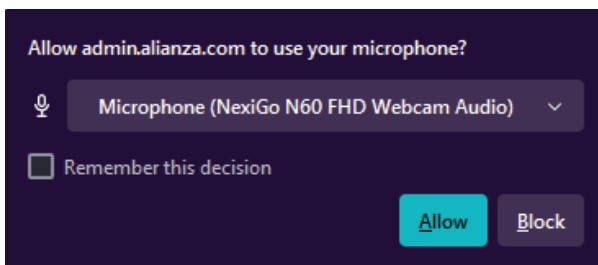 Allow admin.alianza.com to use your microphone?
Microphone (NexiGo N60 FHD Webcam Audio)
Remember this decision
Allow Block